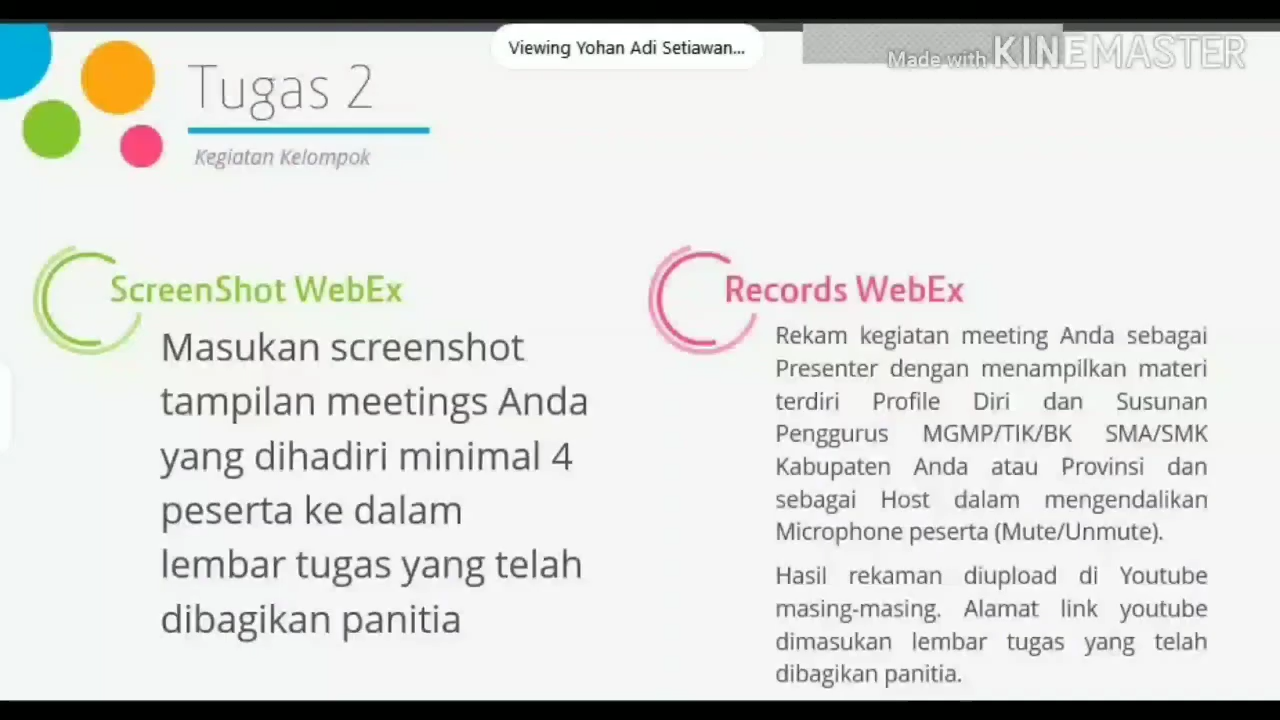 Viewing Yohan Adi Setiawan...
Made with KINEMASTER
Tugas 2
Kegiatan Kelompok
ScreenShot WebEx
Masukan screenshot
tampilan meetings Anda
yang dihadiri minimal 4
peserta ke dalam
lembar tugas yang telah
dibagikan panitia
Records WebEx
Rekam kegiatan meeting Anda sebagai
Presenter dengan menampilkan materi
terdiri Profile Diri dan Susunan
Penggurus MGMP/TIK/BK SMA/SMK
Kabupaten Anda atau Provinsi dan
sebagai Host dalam mengendalikan
Microphone peserta (Mute/Unmute).
Hasil rekaman diupload di Youtube
masing-masing. Alamat link youtube
dimasukan lembar tugas yang telah
dibagikan panitia.